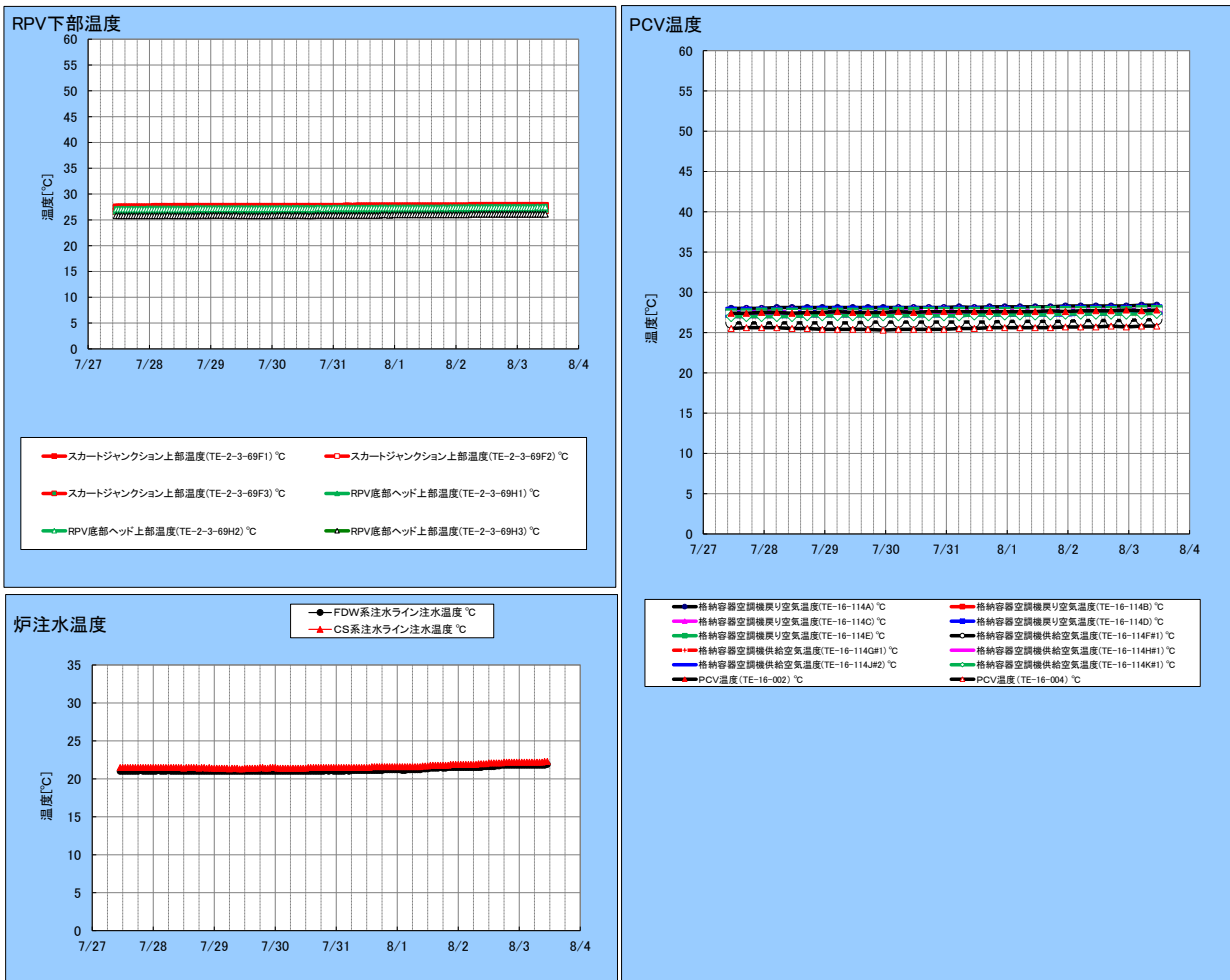 RPV下部温度
60
55
50
45
40
35
30
25
20
15
10
5
0
温度[℃]
7/27 7/28 7/29 7/30 7/31 8/1 8/2 8/3 8/4
スカートジャンクション上部温度(TE-2-3-69F1) ℃ スカートジャンクション上部温度(TE-2-3-69F2) ℃
スカートジャンクション上部温度(TE-2-3-69F3) ℃ RPV底部ヘッド上部温度(TE-2-3-69H1) ℃
RPV底部ヘッド上部温度(TE-2-3-69H2) ℃ RPV底部ヘッド上部温度(TE-2-3-69H3) ℃
炉注水温度
FDW系注水ライン注水温度 ℃
CS系注水ライン注水温度 ℃
35
30
25
20
15
10
5
0
温度[℃]
7/27 7/28 7/29 7/30 7/31 8/1 8/2 8/3 8/4
PCV温度
60
55
50
45
40
35
30
25
20
15
10
5
0
温度[℃]
7/27 7/28 7/29 7/30 7/31 8/1 8/2 8/3 8/4
格納容器空調機戻り空気温度(TE-16-114A) ℃ 格納容器空調機戻り空気温度(TE-16-114B) ℃
格納容器空調機戻り空気温度(TE-16-114C) ℃ 格納容器空調機戻り空気温度(TE-16-114D) ℃
格納容器空調機戻り空気温度(TE-16-114E) ℃ 格納容器空調機供給空気温度(TE-16-114F#1) ℃
格納容器空調機供給空気温度(TE-16-114G#1) ℃ 格納容器空調機供給空気温度(TE-16-114H#1) ℃
格納容器空調機供給空気温度(TE-16-114J#2) ℃ 格納容器空調機供給空気温度(TE-16-114K#1) ℃
PCV温度(TE-16-002) ℃ PCV温度(TE-16-004) ℃